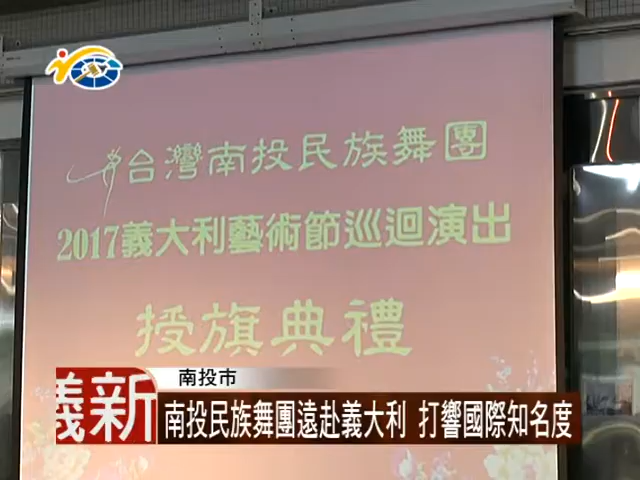 台灣南投民族舞團
2017義大利藝術節巡迴演出
授旗典禮
南投市
義新
南投民族舞團遠赴義大利 打響國際知名度